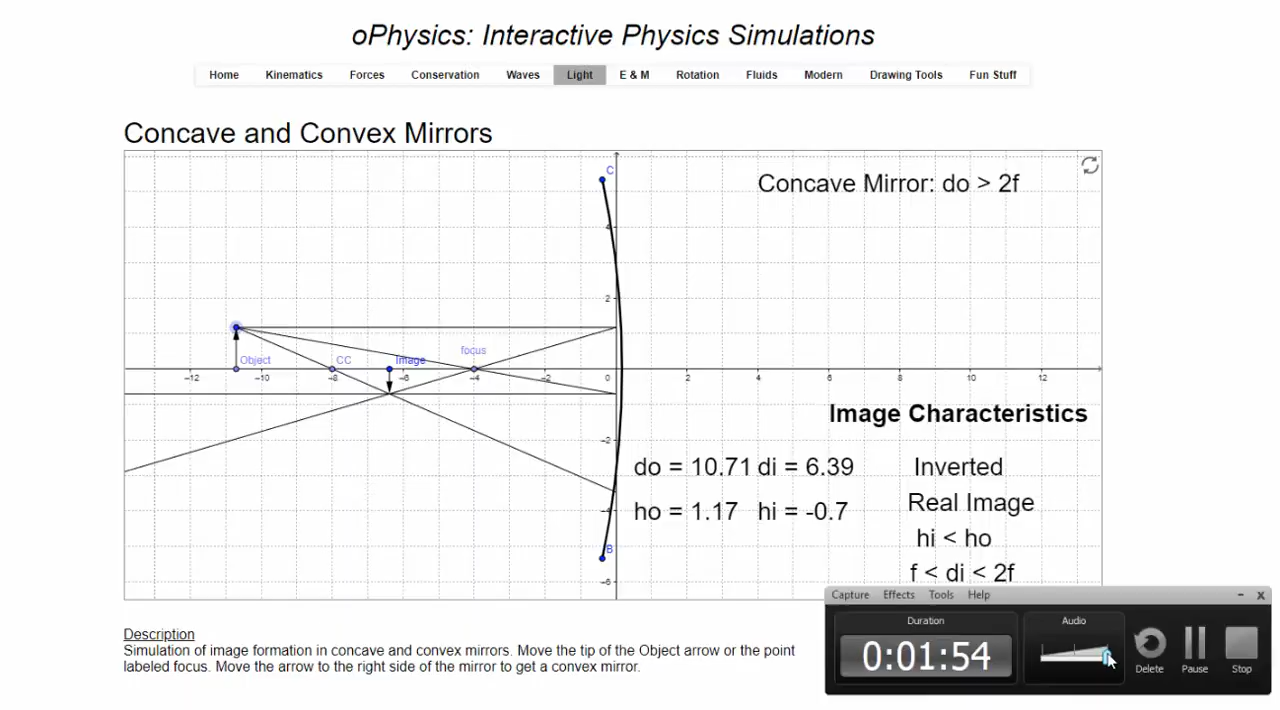 oPhysics: Interactive Physics Simulations
Home Kinematics Forces Conservation Waves Light E & M Rotation Fluids Modern Drawing Tools Fun Stuff
Concave and Convex Mirrors
C
Concave Mirror: do > 2f
4
2
focus
Object CC Image
-12 -10 -8 -6 -4 -2 0 2 4 6 8 10 12
Image Characteristics
-2
do = 10.71 di = 6.39 Inverted
Real Image
ho = 1.17 hi = -0.7
-4
hi < ho
B
f < di < 2f
-6
Capture Effects Tools Help
Duration Audio
0:01:54
Delete Pause Stop
Description
Simulation of image formation in concave and convex mirrors. Move the tip of the Object arrow or the point
labeled focus. Move the arrow to the right side of the mirror to get a convex mirror.